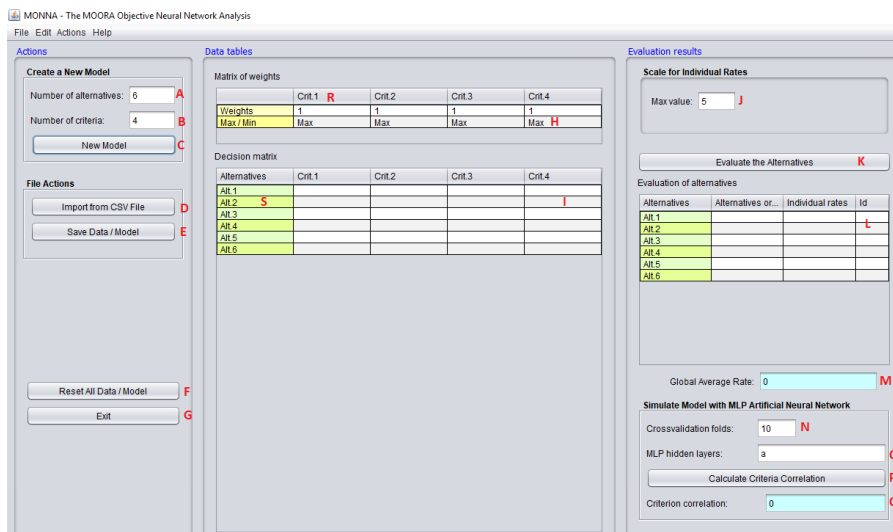 MONNA - The MOORA Objective Neural Network Analysis
File Edit Actions Help
Actions
Create a New Model
Number of alternatives: 6 A
Number of criteria: 4 B
New Model C
File Actions
Import from CSV File D
Save Data / Model E
Reset All Data / Model F
Exit G
Data tables
Matrix of weights
Crit.1 R Crit.2 Crit.3 Crit.4
Weights 1 1 1 1
Max / Min Max Max Max Max H
Decision matrix
Alternatives Crit.1 Crit.2 Crit.3 Crit.4
Alt.1
Alt.2 S I
Alt.3
Alt.4
Alt.5
Alt.6
Evaluation results
Scale for Individual Rates
Max value: 5 J
Evaluate the Alternatives K
Evaluation of alternatives
Alternatives Alternatives or... Individual rates Id
Alt.1
Alt.2 L
Alt.3
Alt.4
Alt.5
Alt.6
Global Average Rate: 0 M
Simulate Model with MLP Artificial Neural Network
Crossvalidation folds: 10 N
MLP hidden layers: a
Calculate Criteria Correlation
Criterion correlation: 0